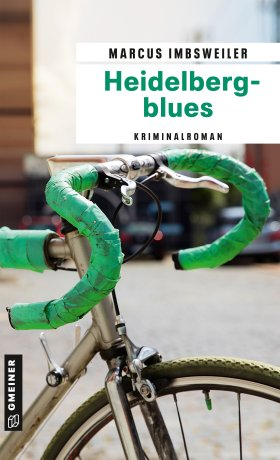 MARCUS IMBSWEILER
Heidelberg-
blues
KRIMINALROMAN
GMEINER